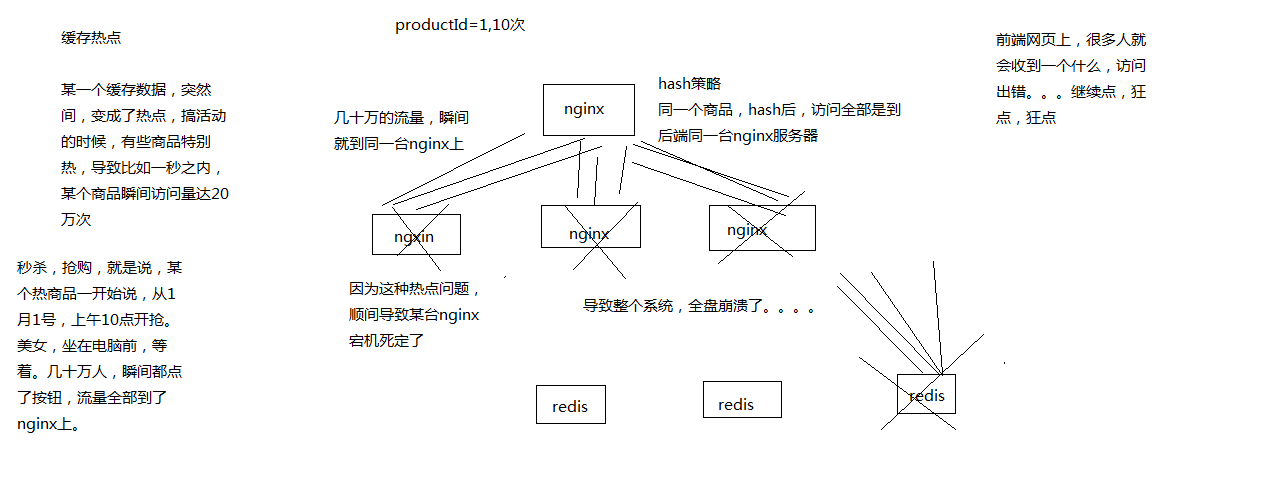 缓存热点
某一个缓存数据，突然
间，变成了热点，搞活动
的时候，有些商品特别
热，导致比如一秒之内，
某个商品瞬间访问量达20
万次
秒杀，抢购，就是说，某
个热商品一开始说，从1
月1号，上午10点开抢。
美女，坐在电脑前，等
着。几十万人，瞬间都点
了按钮，流量全部到了
nginx上。
productId=1,10次
几十万的流量，瞬间
就到同一台nginx上
nginx
hash策略
同一个商品，hash后，访问全部是到
后端同一台nginx服务器
前端网页上，很多人就
会收到一个什么，访问
出错。。。继续点，狂
点，狂点
ngxin
nginx
nginx
因为这种热点问题，
顺间导致某台nginx
宕机死定了
导致整个系统，全盘崩溃了。。。。
redis
redis
redis